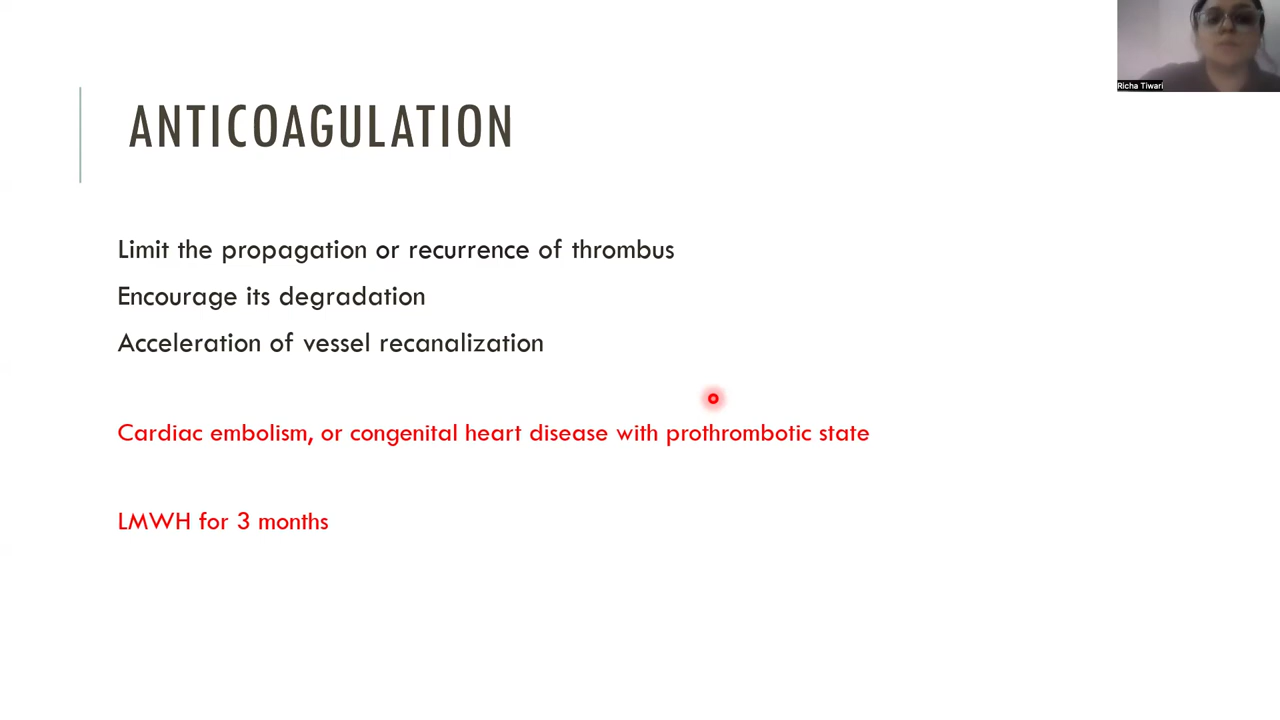 Richa Tiwari
ANTICOAGULATION
Limit the propagation or recurrence of thrombus
Encourage its degradation
Acceleration of vessel recanalization
Cardiac embolism, or congenital heart disease with prothrombotic state
LMWH for 3 months